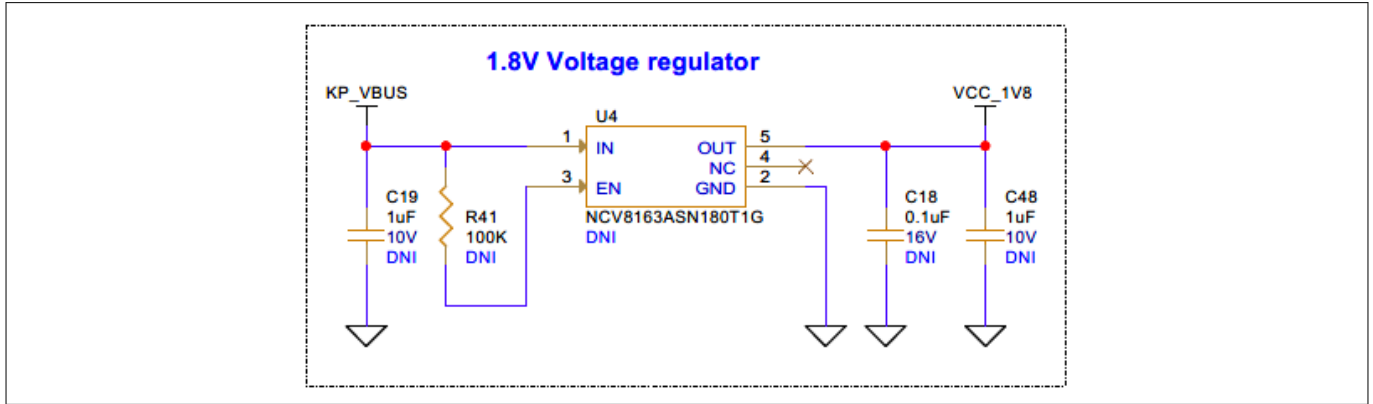 1.8V Voltage regulator
KP_VBUS
VCC_1V8
U4
1
IN
OUT
5
NC
4
3
EN
GND
2
NCV8163ASN180T1G
DNI
C19
1uF
10V
DNI
R41
100K
DNI
C18
0.1uF
16V
DNI
C48
1uF
10V
DNI